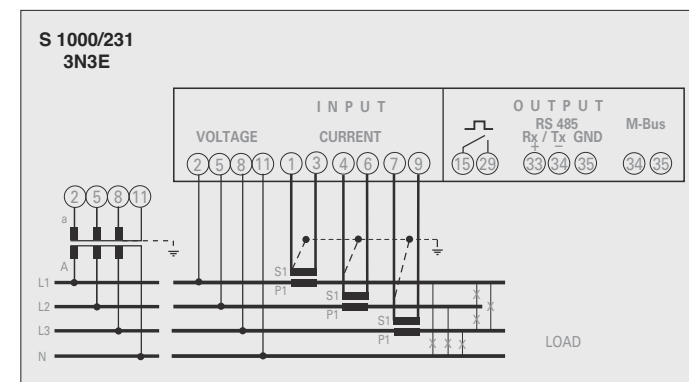 S 1000/231
3N3E
INPUT
OUTPUT
VOLTAGE
CURRENT
RS 485
Rx / Tx GND
+ −
M-Bus
2 5 8 11 1 3 4 6 7 9 15 29 33 34 35 34 35
2 5 8 11
a
A
S1
P1
S1
P1
S1
P1
L1
L2
L3
N
LOAD